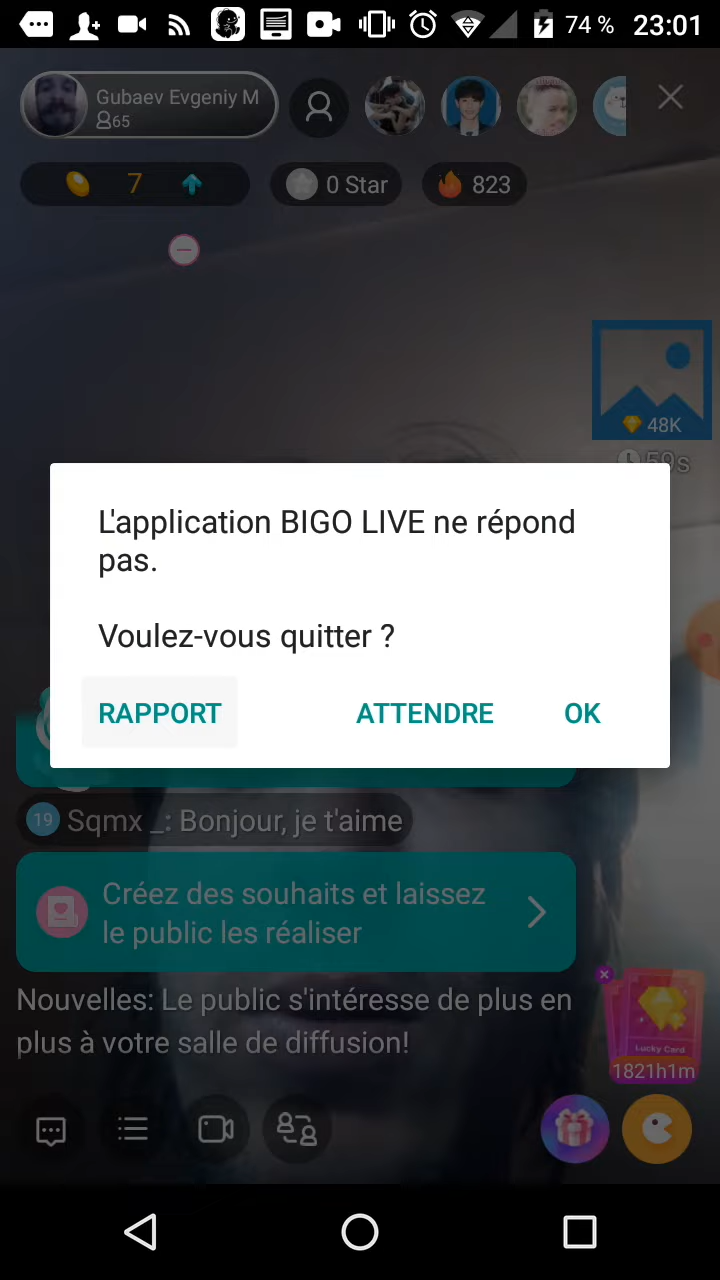 74 % 23:01
Gubaev Evgeniy M
65
7
0 Star
823
48K
59s
L'application BIGO LIVE ne répond
pas.
Voulez-vous quitter ?
RAPPORT ATTENDRE OK
19 Sqmx _: Bonjour, je t'aime
Créez des souhaits et laissez
le public les réaliser
Nouvelles: Le public s'intéresse de plus en
plus à votre salle de diffusion!
Lucky Card
1821h1m